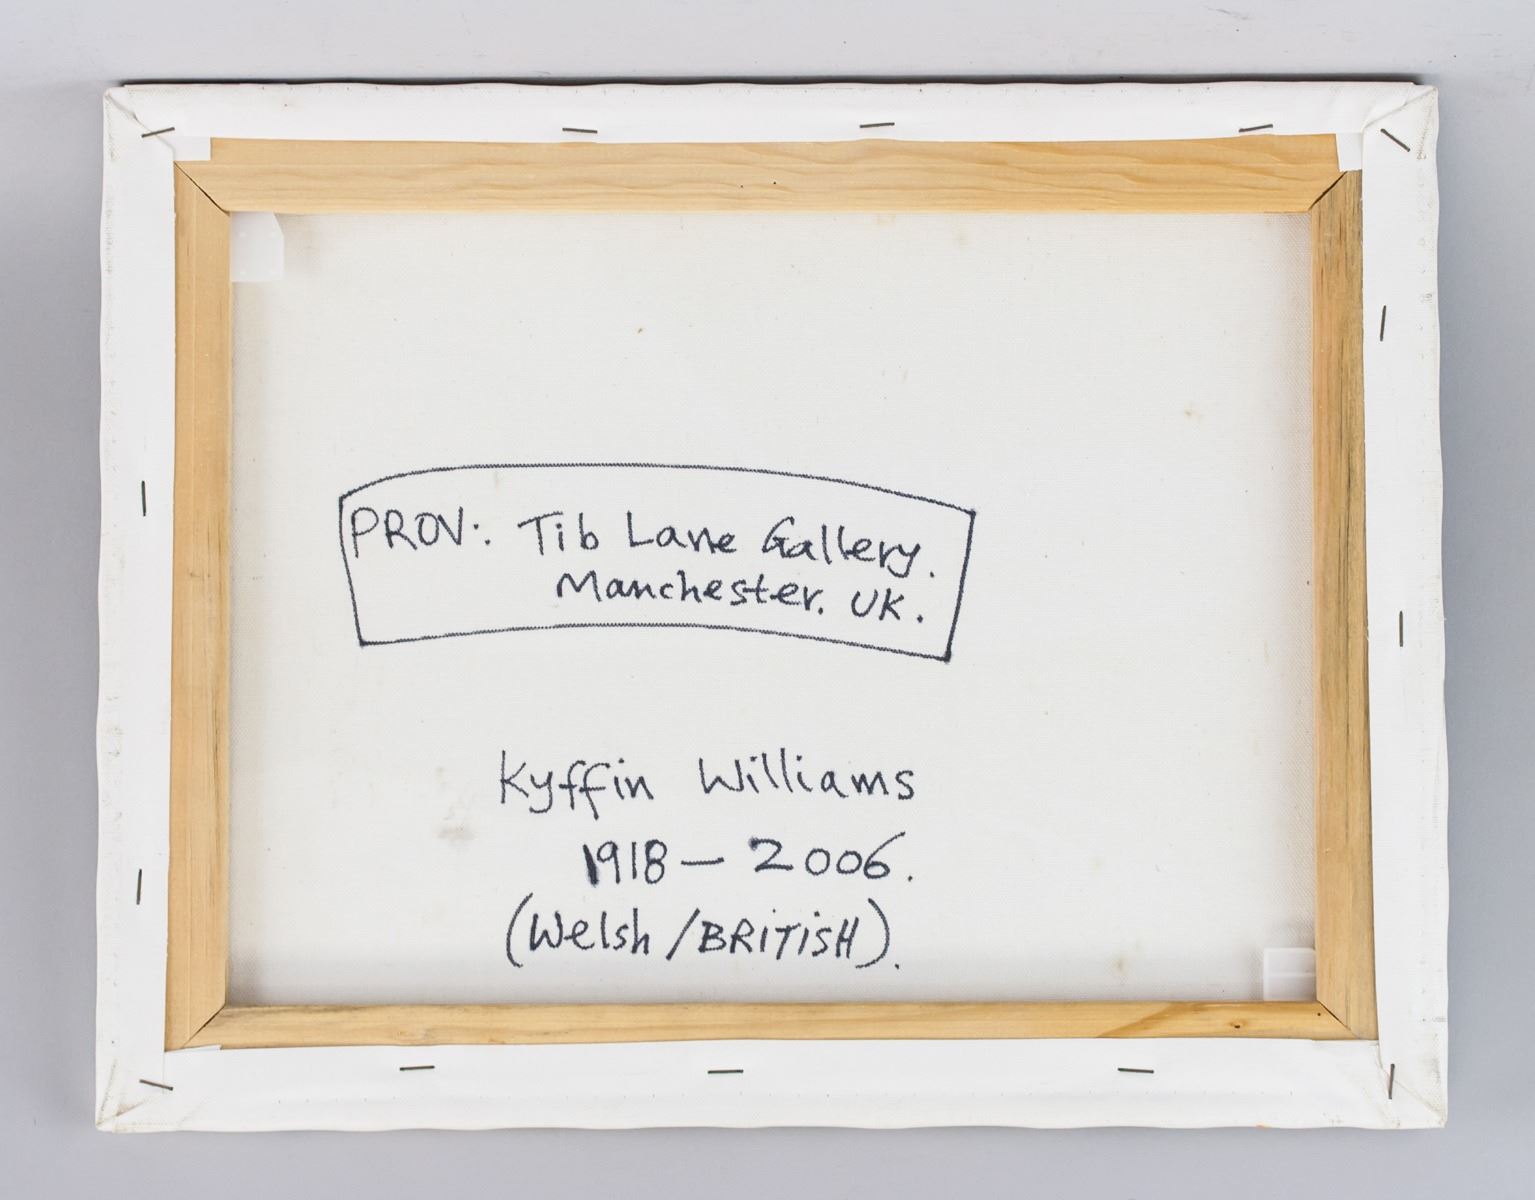 PROV: Tib Lane Gallery.
Manchester. UK.
Kyffin Williams
1918 – 2006.
(Welsh /BRITISH).